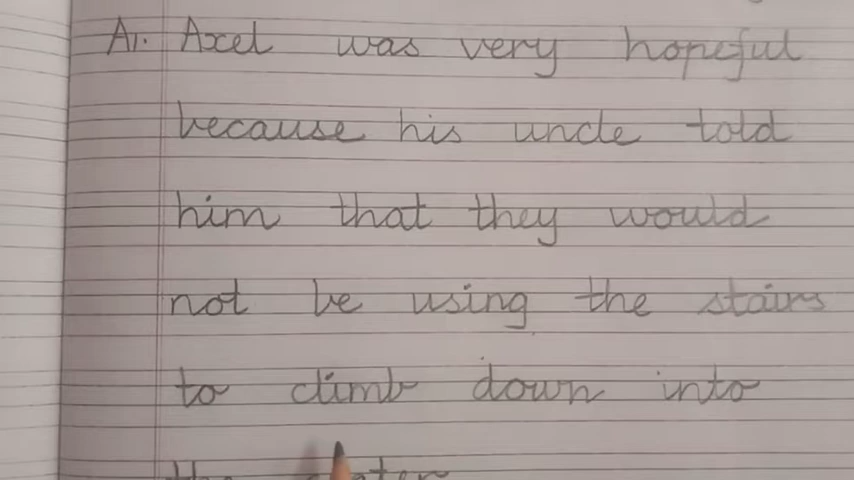 A1. Axel was very hopeful
because his uncle told
him that they would
not be using the stairs
to climb down into
the